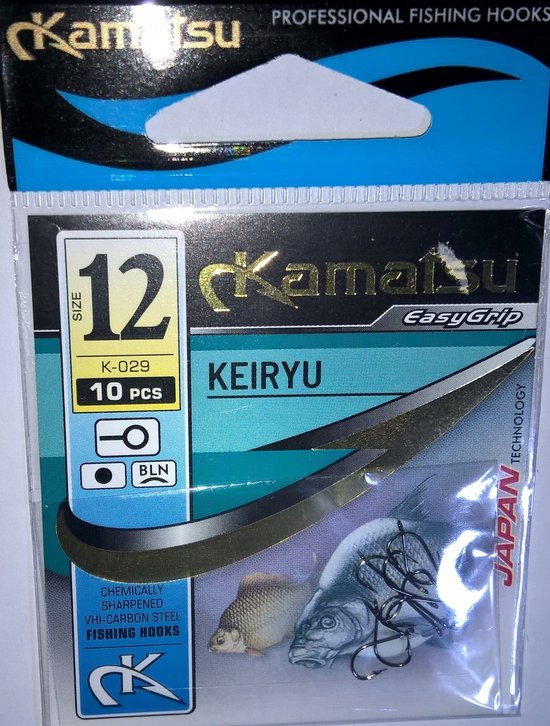 Kamatsu
PROFESSIONAL FISHING HOOKS
SIZE 12
K-029
10 PCS
BLN
Kamatsu
EasyGrip
KEIRYU
JAPAN TECHNOLOGY
CHEMICALLY
SHARPENED
VHI-CARBON STEEL
FISHING HOOKS
K